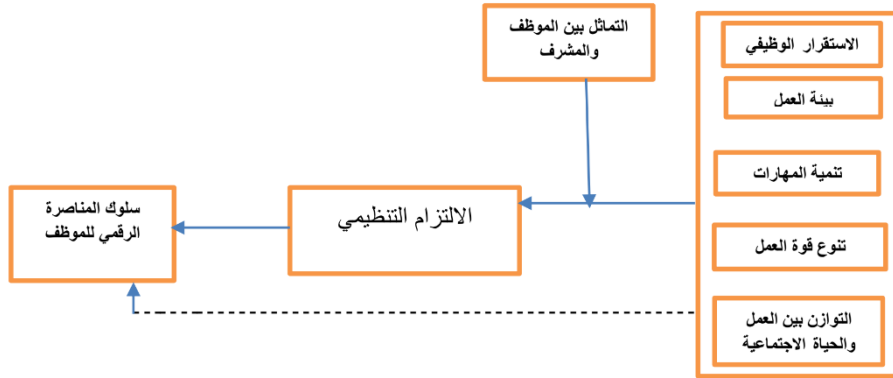 التماثل بين الموظف
والمشرف
الاستقرار الوظيفي
بيئة العمل
تنمية المهارات
تنوع قوة العمل
التوازن بين العمل
والحياة الاجتماعية
الالتزام التنظيمي
سلوك المناصرة
الرقمي للموظف